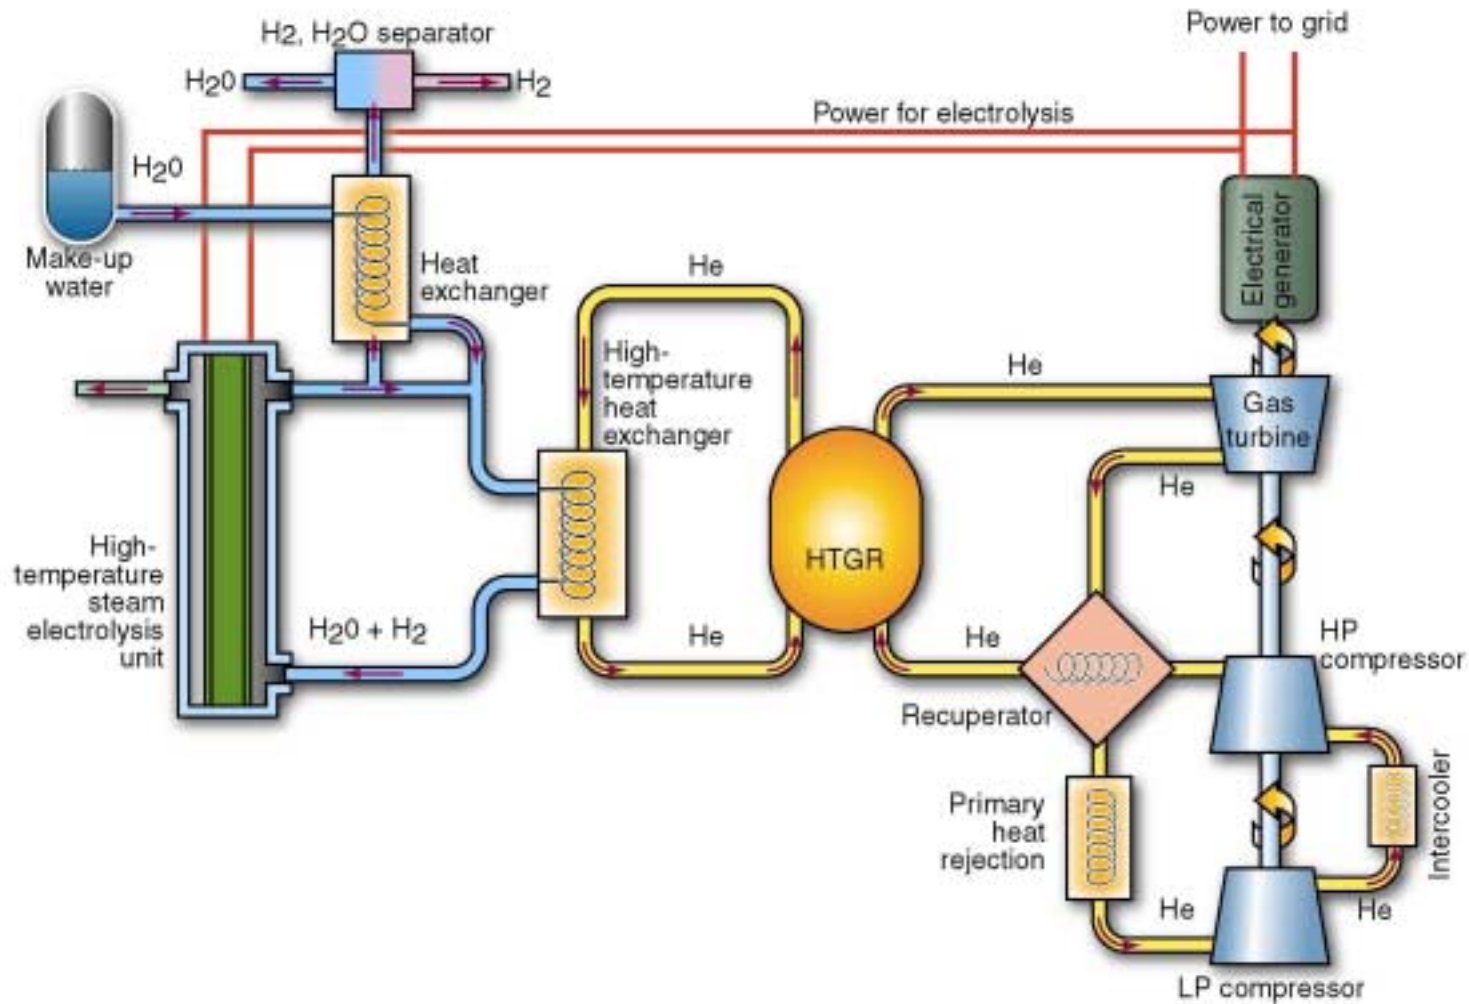 H2, H2O separator
H2O
H2
Power to grid
Power for electrolysis
H2O
Make-up
water
Heat
exchanger
He
Electrical
generator
High-
temperature
heat
exchanger
He
Gas
turbine
He
High-
temperature
steam
electrolysis
unit
HTGR
H2O + H2
He
He
HP
compressor
Recuperator
Primary
heat
rejection
Intercooler
He
He
LP compressor